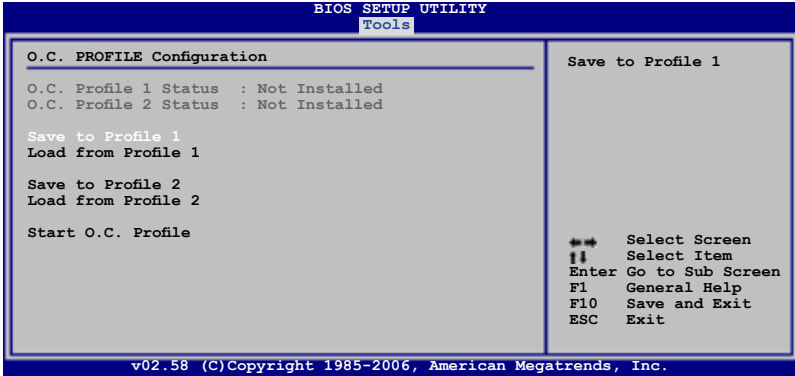 BIOS SETUP UTILITY
Tools
O.C. PROFILE Configuration
O.C. Profile 1 Status : Not Installed
O.C. Profile 2 Status : Not Installed
Save to Profile 1
Load from Profile 1
Save to Profile 2
Load from Profile 2
Start O.C. Profile
Save to Profile 1
←→ Select Screen
↑↓ Select Item
Enter Go to Sub Screen
F1 General Help
F10 Save and Exit
ESC Exit
v02.58 (C)Copyright 1985-2006, American Megatrends, Inc.